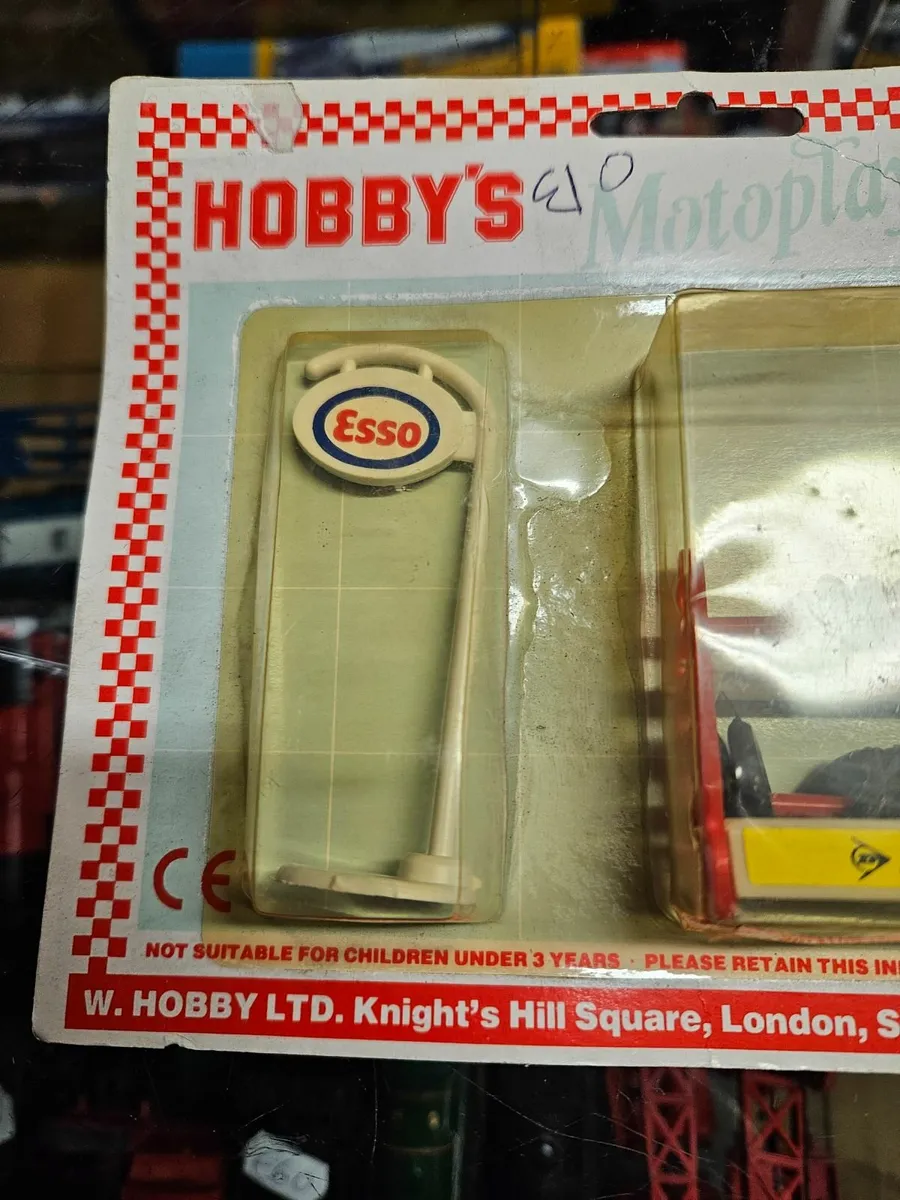 HOBBY'S
Motoplay
Esso
CE
NOT SUITABLE FOR CHILDREN UNDER 3 YEARS · PLEASE RETAIN THIS
W. HOBBY LTD. Knight's Hill Square, London, S